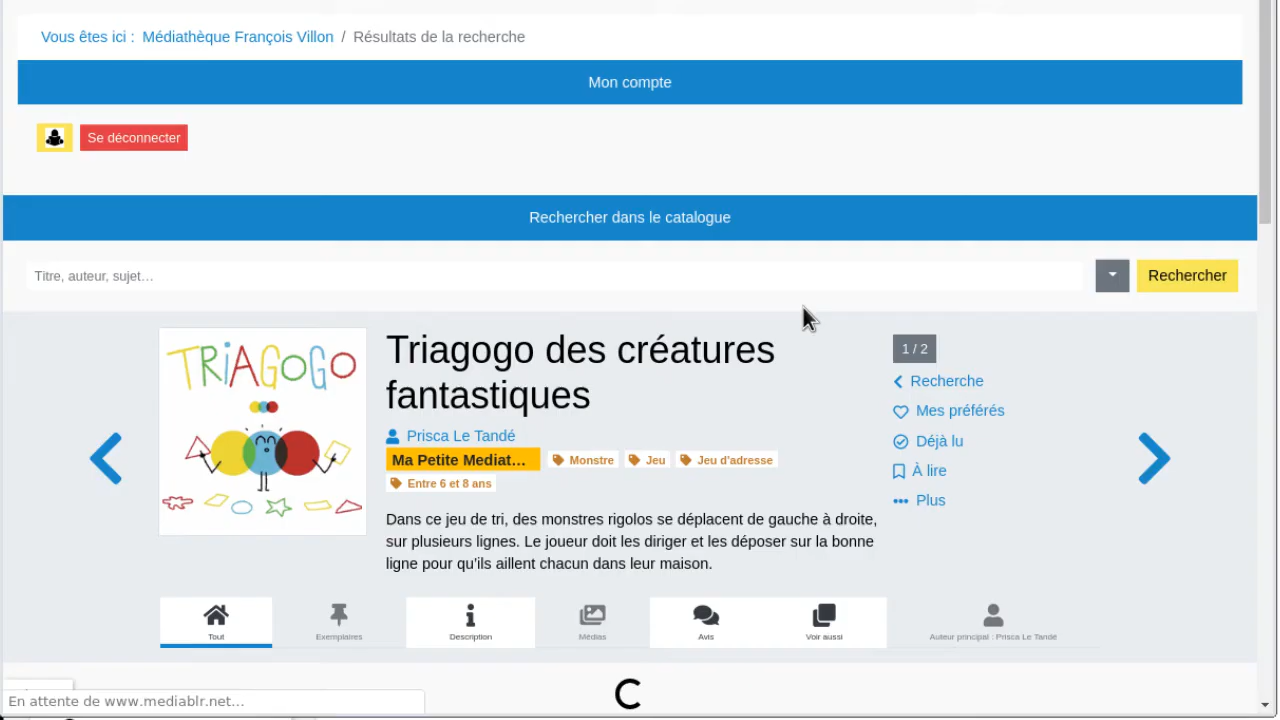 Vous êtes ici : Médiathèque François Villon / Résultats de la recherche
Mon compte
Se déconnecter
Rechercher dans le catalogue
Titre, auteur, sujet...
Rechercher
TRIAGOGO
Triagogo des créatures
fantastiques
Prisca Le Tandé
Ma Petite Mediat... Monstre Jeu Jeu d'adresse
Entre 6 et 8 ans
Dans ce jeu de tri, des monstres rigolos se déplacent de gauche à droite,
sur plusieurs lignes. Le joueur doit les diriger et les déposer sur la bonne
ligne pour qu'ils aillent chacun dans leur maison.
1 / 2
Recherche
Mes préférés
Déjà lu
À lire
Plus
Tout Exemplaires Description Médias Avis Voir aussi Auteur principal : Prisca Le Tandé
En attente de www.mediablr.net...